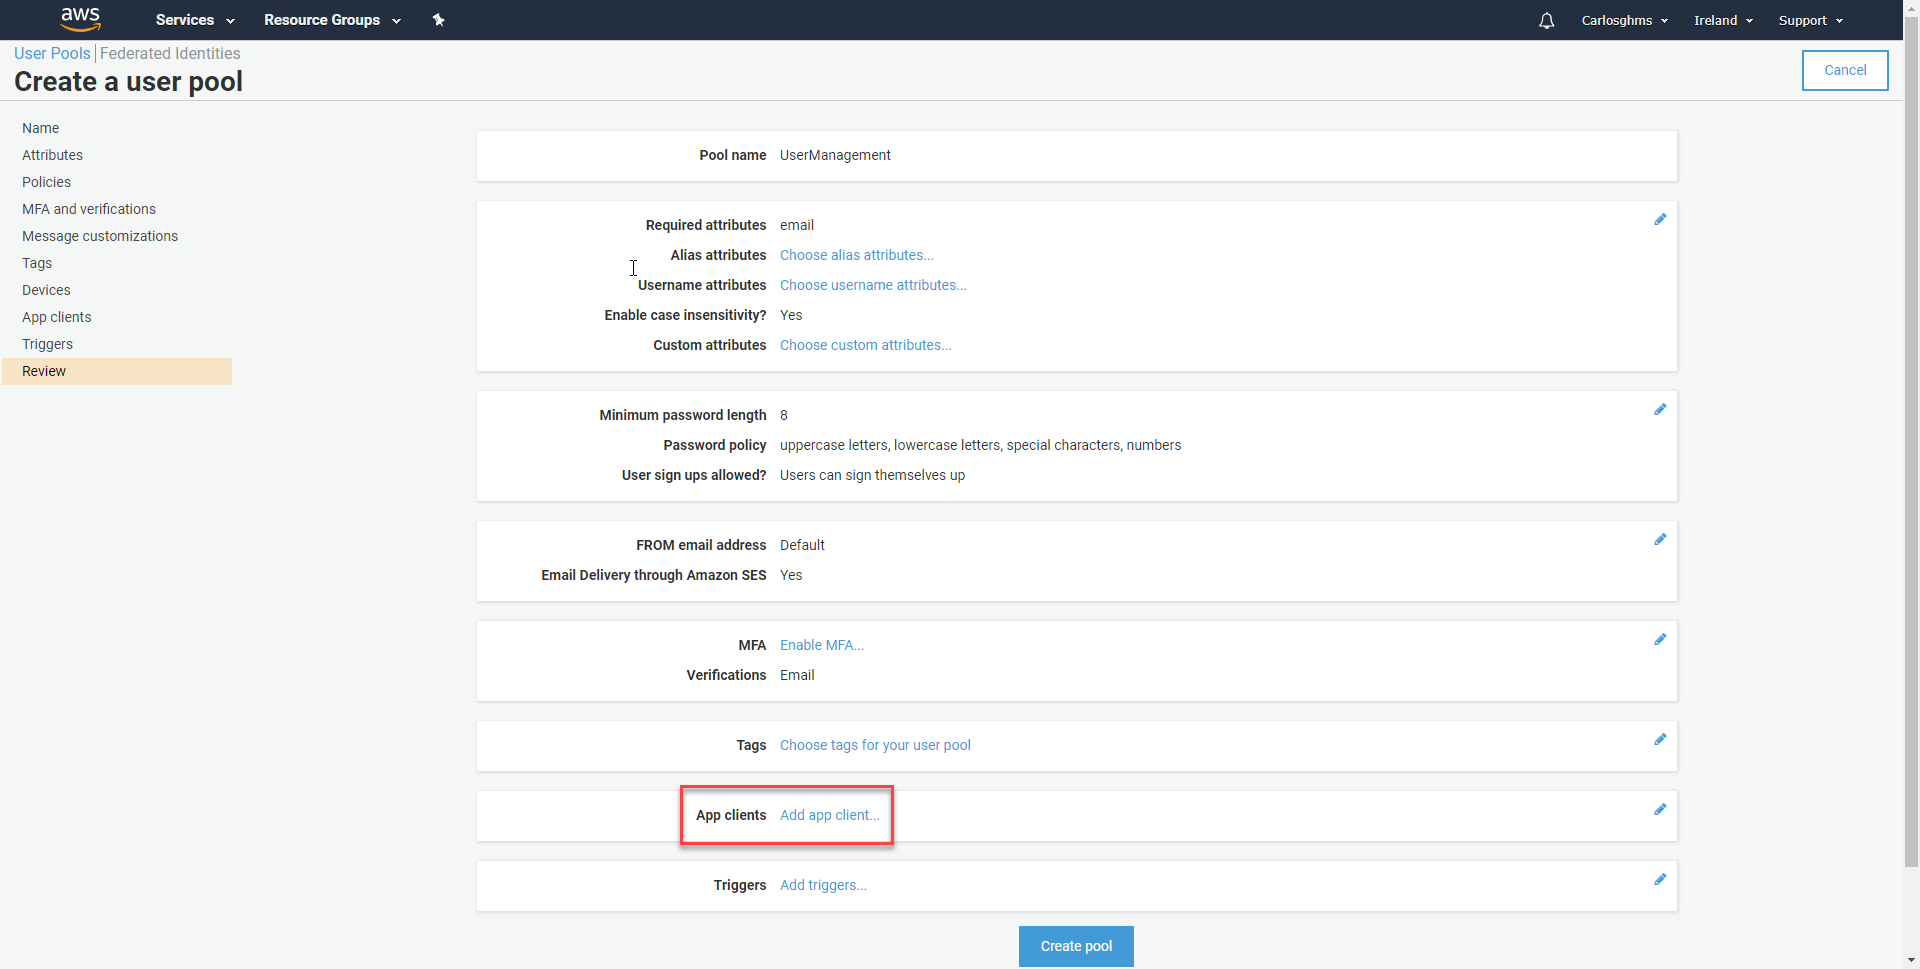 aws Services Resource Groups Carlosghms Ireland Support
User Pools Federated Identities
Create a user pool
Cancel
Name
Attributes
Policies
MFA and verifications
Message customizations
Tags
Devices
App clients
Triggers
Review
Pool name UserManagement
Required attributes email
Alias attributes Choose alias attributes...
Username attributes Choose username attributes...
Enable case insensitivity? Yes
Custom attributes Choose custom attributes...
Minimum password length 8
Password policy uppercase letters, lowercase letters, special characters, numbers
User sign ups allowed? Users can sign themselves up
FROM email address Default
Email Delivery through Amazon SES Yes
MFA Enable MFA...
Verifications Email
Tags Choose tags for your user pool
App clients Add app client...
Triggers Add triggers...
Create pool